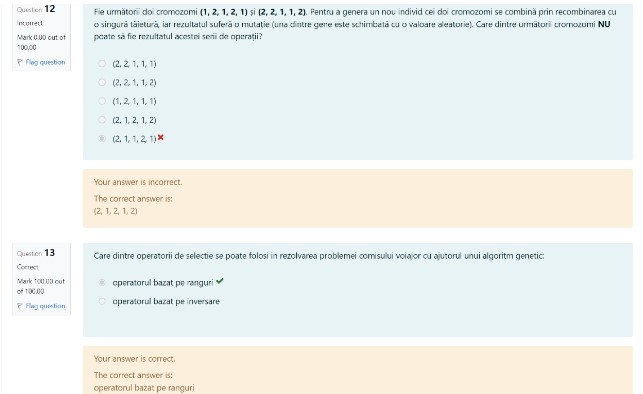 Question 12
Incorrect
Mark 0.00 out of
100.00
Flag question
Fie următorii doi cromozomi (1, 2, 1, 2, 1) și (2, 2, 1, 1, 2). Pentru a genera un nou individ cei doi cromozomi se combină prin recombinarea cu
o singură tăietură, iar rezultatul suferă o mutație (una dintre gene este schimbată cu o valoare aleatorie). Care dintre următorii cromozomi NU
poate să fie rezultatul acestei serii de operații?
(2, 2, 1, 1, 1)
(2, 2, 1, 1, 2)
(1, 2, 1, 1, 1)
(2, 1, 2, 1, 2)
(2, 1, 1, 2, 1)
Your answer is incorrect.
The correct answer is:
(2, 1, 2, 1, 2)
Question 13
Correct
Mark 100.00 out
of 100.00
Flag question
Care dintre operatorii de selectie se poate folosi in rezolvarea problemei comisului voiajor cu ajutorul unui algoritm genetic:
operatorul bazat pe ranguri
operatorul bazat pe inversare
Your answer is correct.
The correct answer is:
operatorul bazat pe ranguri